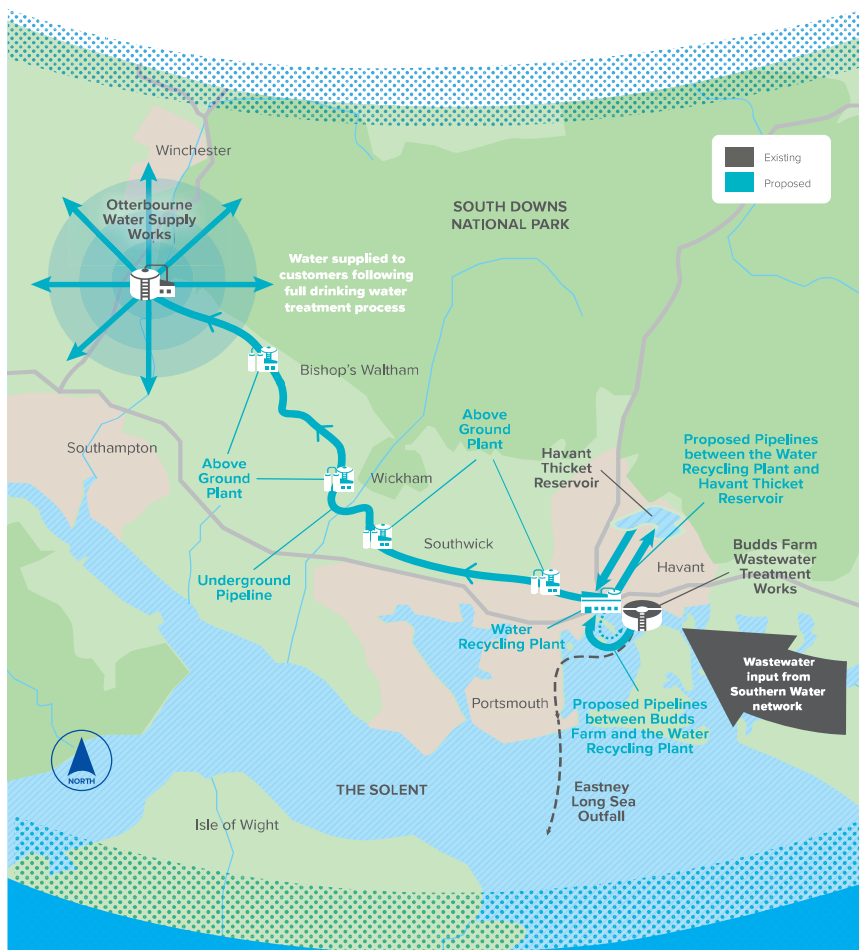 Winchester
Existing
Proposed
Otterbourne
Water Supply
Works
SOUTH DOWNS
NATIONAL PARK
Water supplied to
customers following
full drinking water
treatment process
Bishop's Waltham
Above
Ground
Plant
Proposed Pipelines
between the Water
Recycling Plant and
Havant Thicket
Reservoir
Southampton
Havant
Thicket
Reservoir
Above
Ground
Plant
Wickham
Southwick
Budds Farm
Wastewater
Treatment
Works
Havant
Underground
Pipeline
Water
Recycling Plant
Wastewater
input from
Southern Water
network
Portsmouth
Proposed Pipelines
between Budds
Farm and the Water
Recycling Plant
NORTH
THE SOLENT
Eastney
Long Sea
Outfall
Isle of Wight